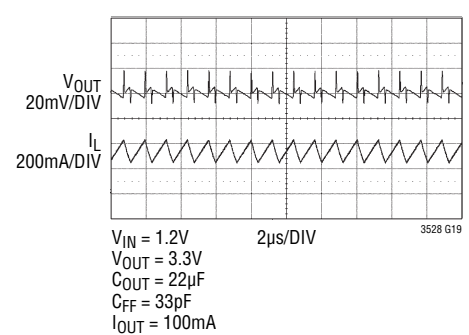 VOUT
20mV/DIV
IL
200mA/DIV
3528 G19
VIN = 1.2V
2µs/DIV
VOUT = 3.3V
COUT = 22µF
CFF = 33pF
IOUT = 100mA